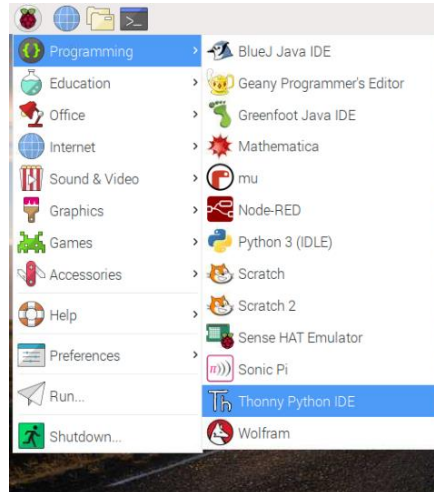 Programming
Education
Office
Internet
Sound & Video
Graphics
Games
Accessories
Help
Preferences
Run...
Shutdown...
BlueJ Java IDE
Geany Programmer's Editor
Greenfoot Java IDE
Mathematica
mu
Node-RED
Python 3 (IDLE)
Scratch
Scratch 2
Sense HAT Emulator
Sonic Pi
Th Thonny Python IDE
Wolfram